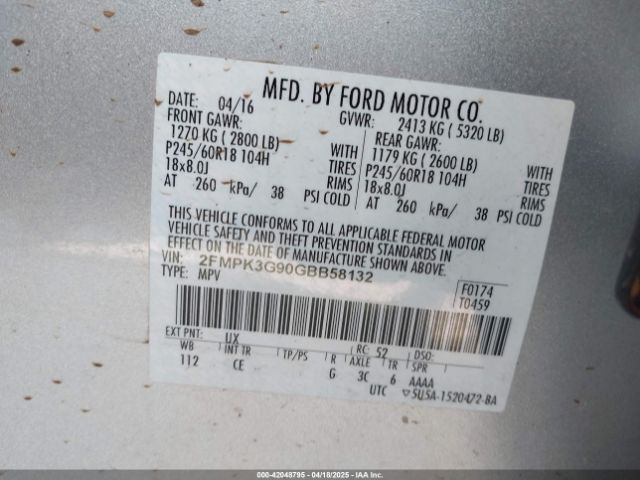 MFD. BY FORD MOTOR CO.
DATE: 04/16 GVWR: 2413 KG ( 5320 LB)
FRONT GAWR: REAR GAWR:
1270 KG ( 2800 LB) WITH 1179 KG ( 2600 LB) WITH
P245/60R18 104H TIRES P245/60R18 104H TIRES
18x8.0J RIMS 18x8.0J RIMS
AT 260 kPa/ 38 PSI COLD AT 260 kPa/ 38 PSI COLD
THIS VEHICLE CONFORMS TO ALL APPLICABLE FEDERAL MOTOR
VEHICLE SAFETY AND THEFT PREVENTION STANDARDS IN
EFFECT ON THE DATE OF MANUFACTURE SHOWN ABOVE.
VIN: 2FMPK3G90GBB58132
TYPE: MPV
F0174
T0459
EXT PNT: UX RC: 52 DSO:
WB INT TR TP/PS R AXLE TR SPR
112 CE G 3C 6 AAAA
UTC ▽5U5A-1520472-BA
000-42048795 - 04/18/2025 - IAAI, INC.